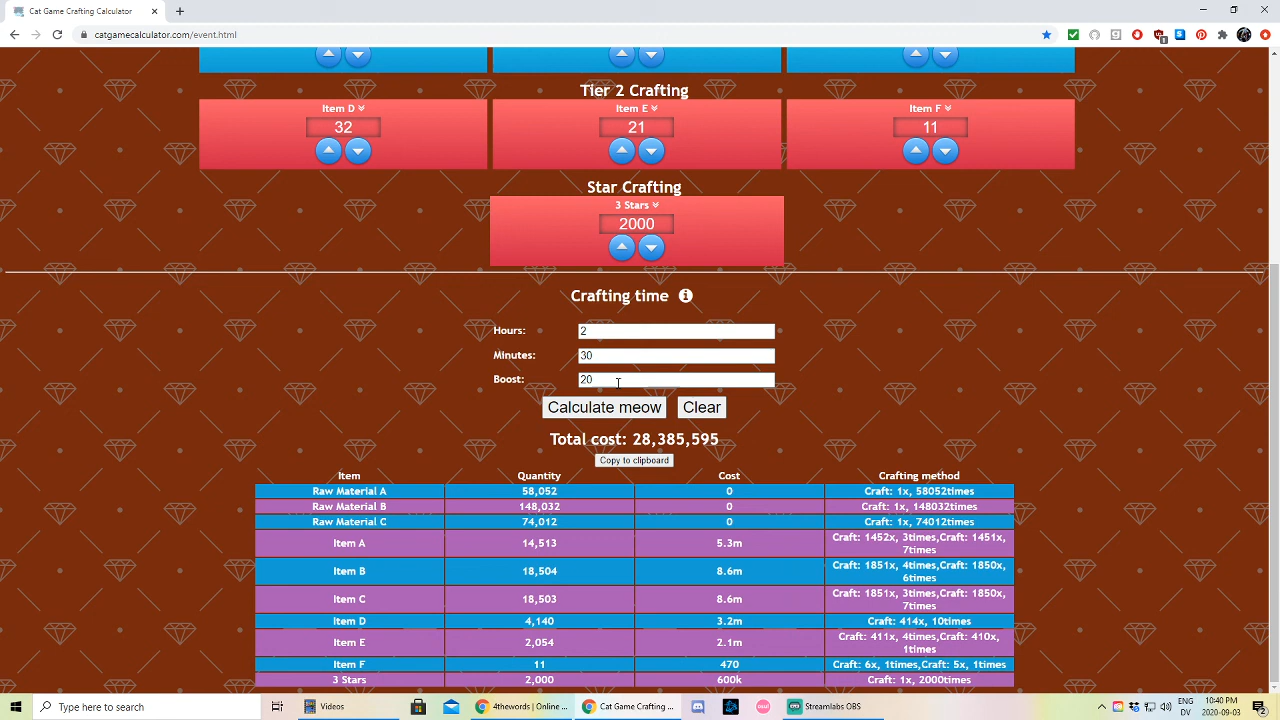 Cat Game Crafting Calculator
catgamecalculator.com/event.html
Tier 2 Crafting
Item D Item E Item F
32 21 11
Star Crafting
3 Stars
2000
Crafting time
Hours: 2
Minutes: 30
Boost: 20
Calculate meow Clear
Total cost: 28,385,595
Copy to clipboard
Item Quantity Cost Crafting method
Raw Material A 58,052 0 Craft: 1x, 58052times
Raw Material B 148,032 0 Craft: 1x, 148032times
Raw Material C 74,012 0 Craft: 1x, 74012times
Item A 14,513 5.3m Craft: 1452x, 3times,Craft: 1451x,
7times
Item B 18,504 8.6m Craft: 1851x, 4times,Craft: 1850x,
6times
Item C 18,503 8.6m Craft: 1851x, 3times,Craft: 1850x,
7times
Item D 4,140 3.2m Craft: 414x, 10times
Item E 2,054 2.1m Craft: 411x, 4times,Craft: 410x,
1times
Item F 11 470 Craft: 6x, 1times,Craft: 5x, 1times
3 Stars 2,000 600k Craft: 1x, 2000times
Type here to search Videos 4thewords | Online ... Cat Game Crafting ... Streamlabs OBS ENG 10:40 PM
DV 2020-09-03